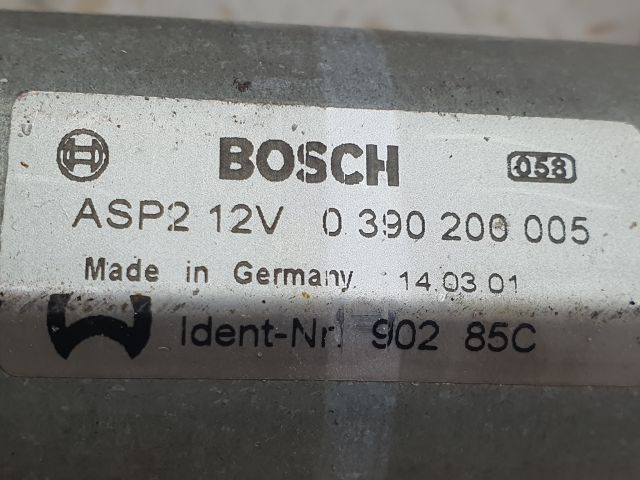 BOSCH 058
ASP2 12V 0 390 200 005
Made in Germany 14.03.01
Ident-Nr. 902 85C